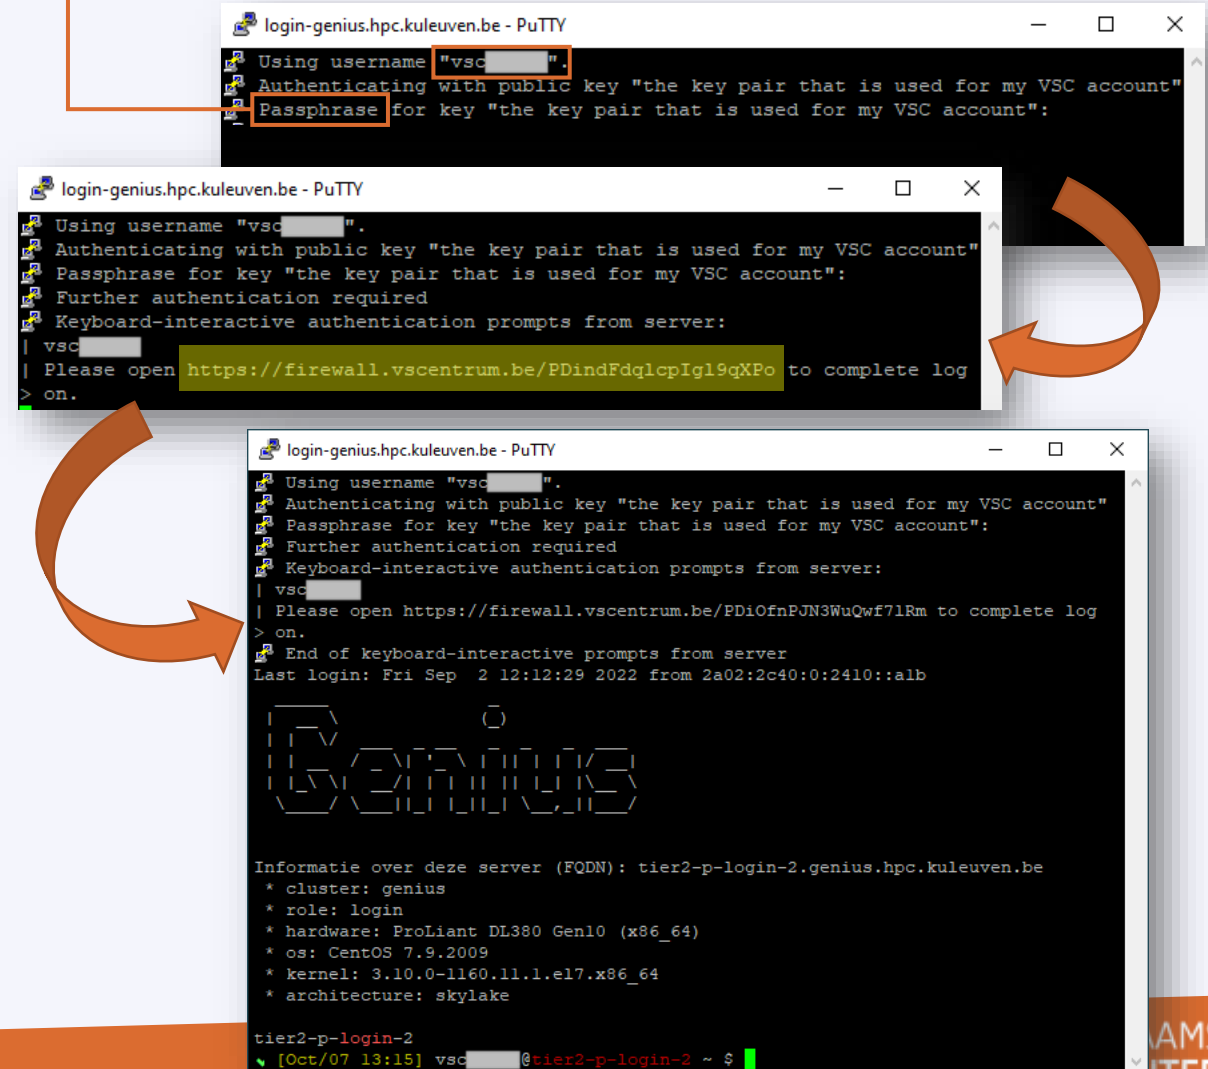 login-genius.hpc.kuleuven.be - PuTTY
Using username "vsc ".
Authenticating with public key "the key pair that is used for my VSC account"
Passphrase for key "the key pair that is used for my VSC account":
login-genius.hpc.kuleuven.be - PuTTY
Using username "vsc ".
Authenticating with public key "the key pair that is used for my VSC account"
Passphrase for key "the key pair that is used for my VSC account":
Further authentication required
Keyboard-interactive authentication prompts from server:
| vsc
| Please open https://firewall.vscentrum.be/PDindFdqlcpIgl9qXPo to complete log
> on.
login-genius.hpc.kuleuven.be - PuTTY
Using username "vsc ".
Authenticating with public key "the key pair that is used for my VSC account"
Passphrase for key "the key pair that is used for my VSC account":
Further authentication required
Keyboard-interactive authentication prompts from server:
| vsc
| Please open https://firewall.vscentrum.be/PDiOfnPJN3WuQwf7lRm to complete log
> on.
End of keyboard-interactive prompts from server
Last login: Fri Sep  2 12:12:29 2022 from 2a02:2c40:0:2410::a1b
Genius
Informatie over deze server (FQDN): tier2-p-login-2.genius.hpc.kuleuven.be
* cluster: genius
* role: login
* hardware: ProLiant DL380 Gen10 (x86_64)
* os: CentOS 7.9.2009
* kernel: 3.10.0-1160.11.1.el7.x86_64
* architecture: skylake
tier2-p-login-2
[Oct/07 13:15] vsc @tier2-p-login-2 ~ $